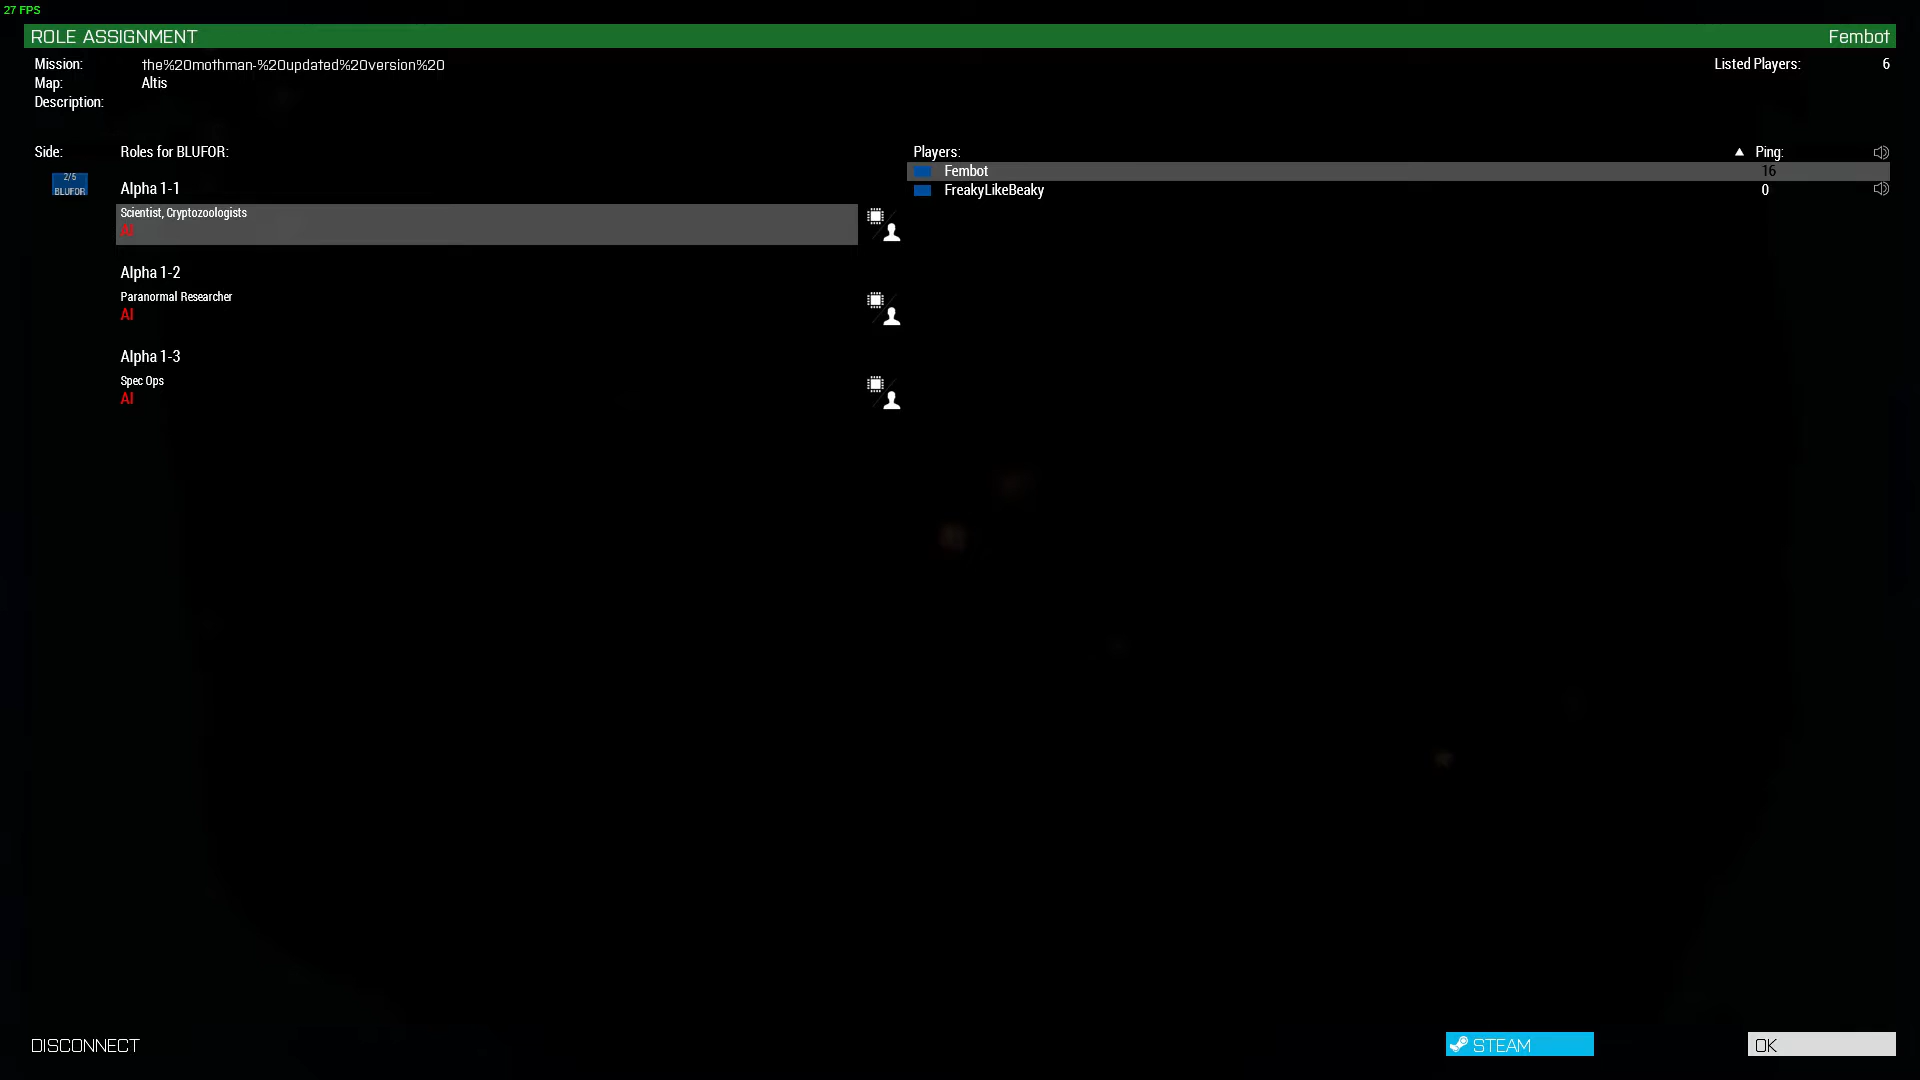 27 FPS
ROLE ASSIGNMENT
Fembot
Mission: the%20mothman-%20updated%20version%20
Listed Players: 6
Map: Altis
Description:
Side:
Roles for BLUFOR:
Players:
Ping:
2/5
BLUFOR
Fembot 16
FreakyLikeBeaky 0
Alpha 1-1
Scientist, Cryptozoologists
AI
Alpha 1-2
Paranormal Researcher
AI
Alpha 1-3
Spec Ops
AI
DISCONNECT
STEAM
OK